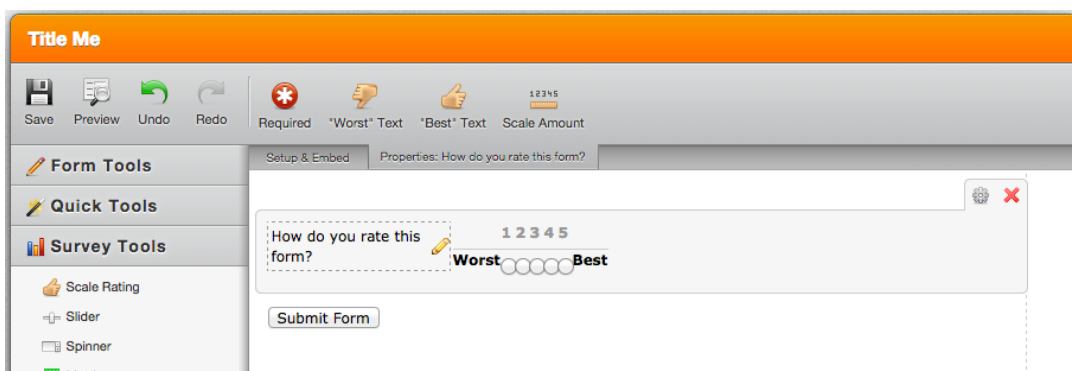 Title Me
12345
Save Preview Undo Redo Required "Worst" Text "Best" Text Scale Amount
Setup & Embed Properties: How do you rate this form?
Form Tools
Quick Tools
Survey Tools
Scale Rating
Slider
Spinner
How do you rate this
form?
1 2 3 4 5
Worst Best
Submit Form